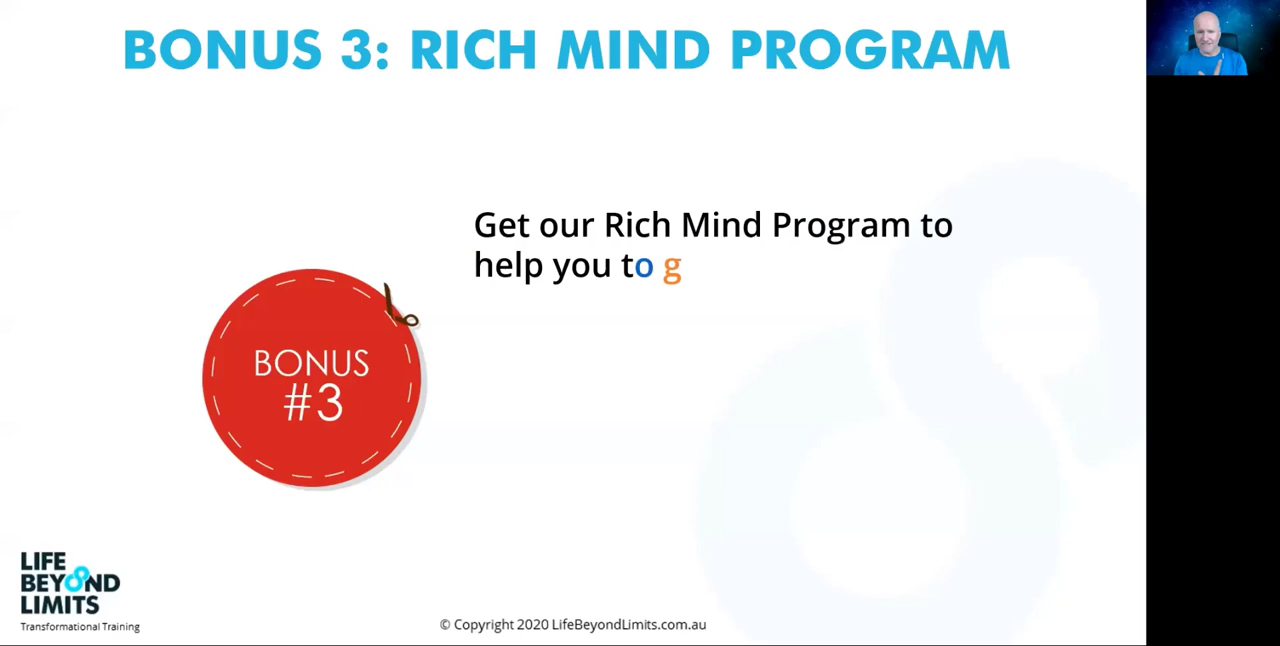 BONUS 3: RICH MIND PROGRAM
Get our Rich Mind Program to
help you to g
BONUS
#3
LIFE
BEYOND
LIMITS
Transformational Training
© Copyright 2020 LifeBeyondLimits.com.au